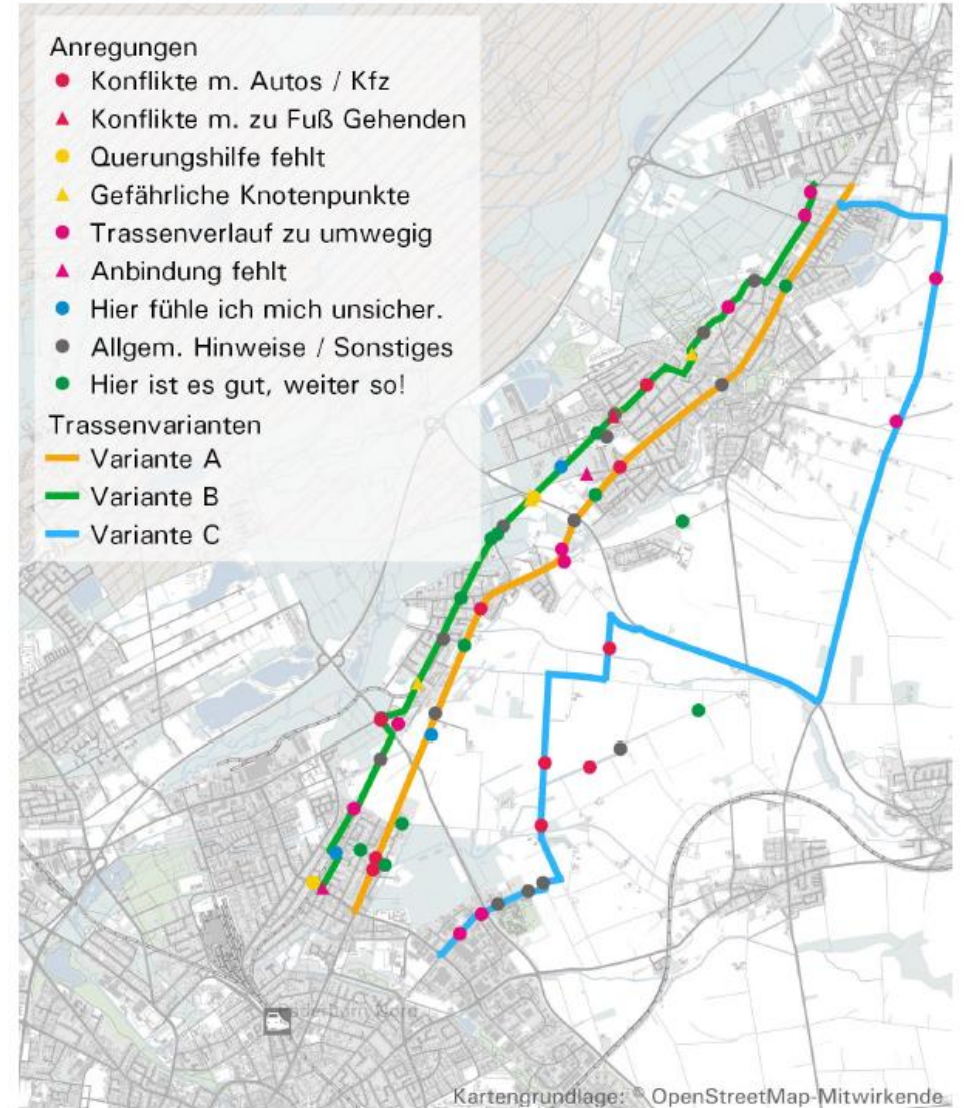 Anregungen
Konflikte m. Autos / Kfz
Konflikte m. zu Fuß Gehenden
Querungshilfe fehlt
Gefährliche Knotenpunkte
Trassenverlauf zu umwegig
Anbindung fehlt
Hier fühle ich mich unsicher.
Allgem. Hinweise / Sonstiges
Hier ist es gut, weiter so!
Trassenvarianten
Variante A
Variante B
Variante C
Kartengrundlage: © OpenStreetMap-Mitwirkende